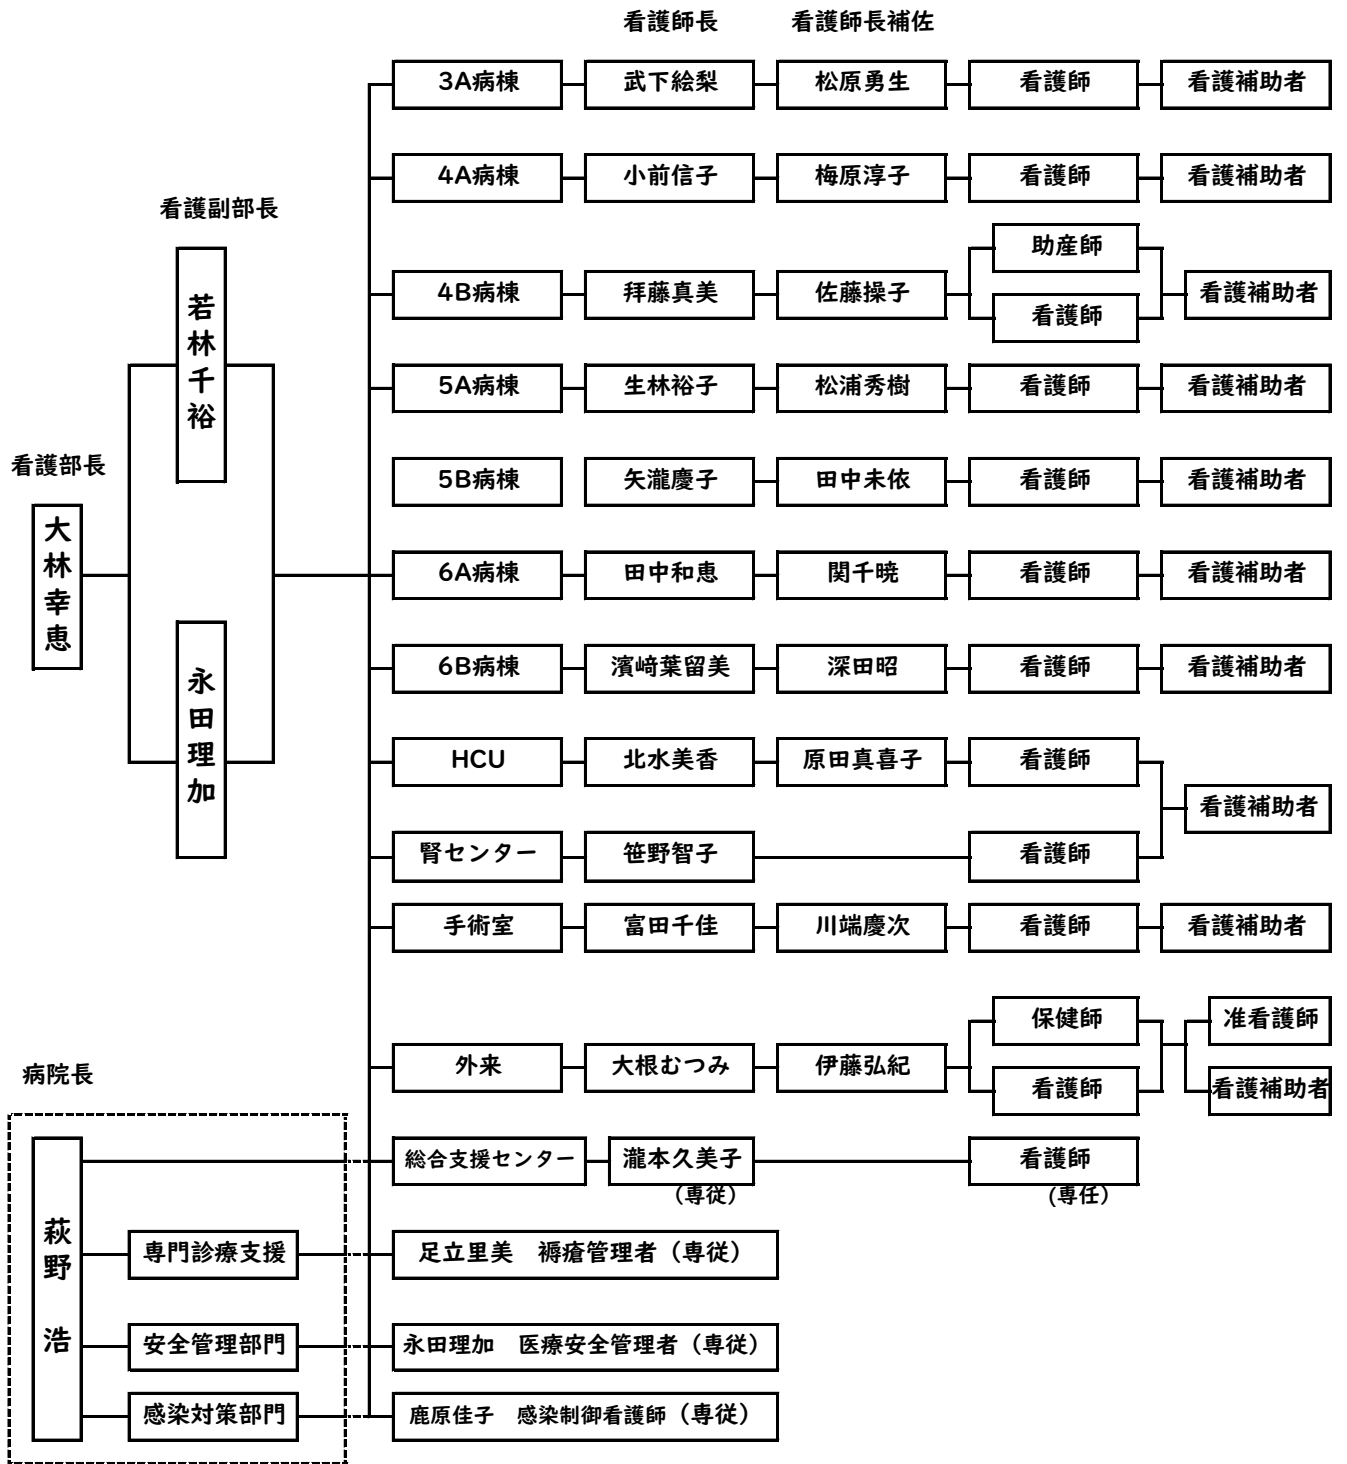 看護師長 看護師長補佐
3A病棟 武下絵梨 松原勇生 看護師 看護補助者
4A病棟 小前信子 梅原淳子 看護師 看護補助者
看護副部長
助産師
4B病棟 拜藤真美 佐藤操子 看護補助者
看護師
若林千裕
5A病棟 生林裕子 松浦秀樹 看護師 看護補助者
看護部長
5B病棟 矢瀧慶子 田中未依 看護師 看護補助者
大林幸恵
6A病棟 田中和恵 関千暁 看護師 看護補助者
6B病棟 濱﨑葉留美 深田昭 看護師 看護補助者
永田理加
HCU 北水美香 原田真喜子 看護師
看護補助者
腎センター 笹野智子 看護師
手術室 富田千佳 川端慶次 看護師 看護補助者
保健師 准看護師
外来 大根むつみ 伊藤弘紀
看護師 看護補助者
病院長
萩野 浩
総合支援センター 瀧本久美子 看護師
（専従） (専任）
専門診療支援 足立里美 褥瘡管理者（専従）
安全管理部門 永田理加 医療安全管理者（専従）
感染対策部門 鹿原佳子 感染制御看護師（専従）